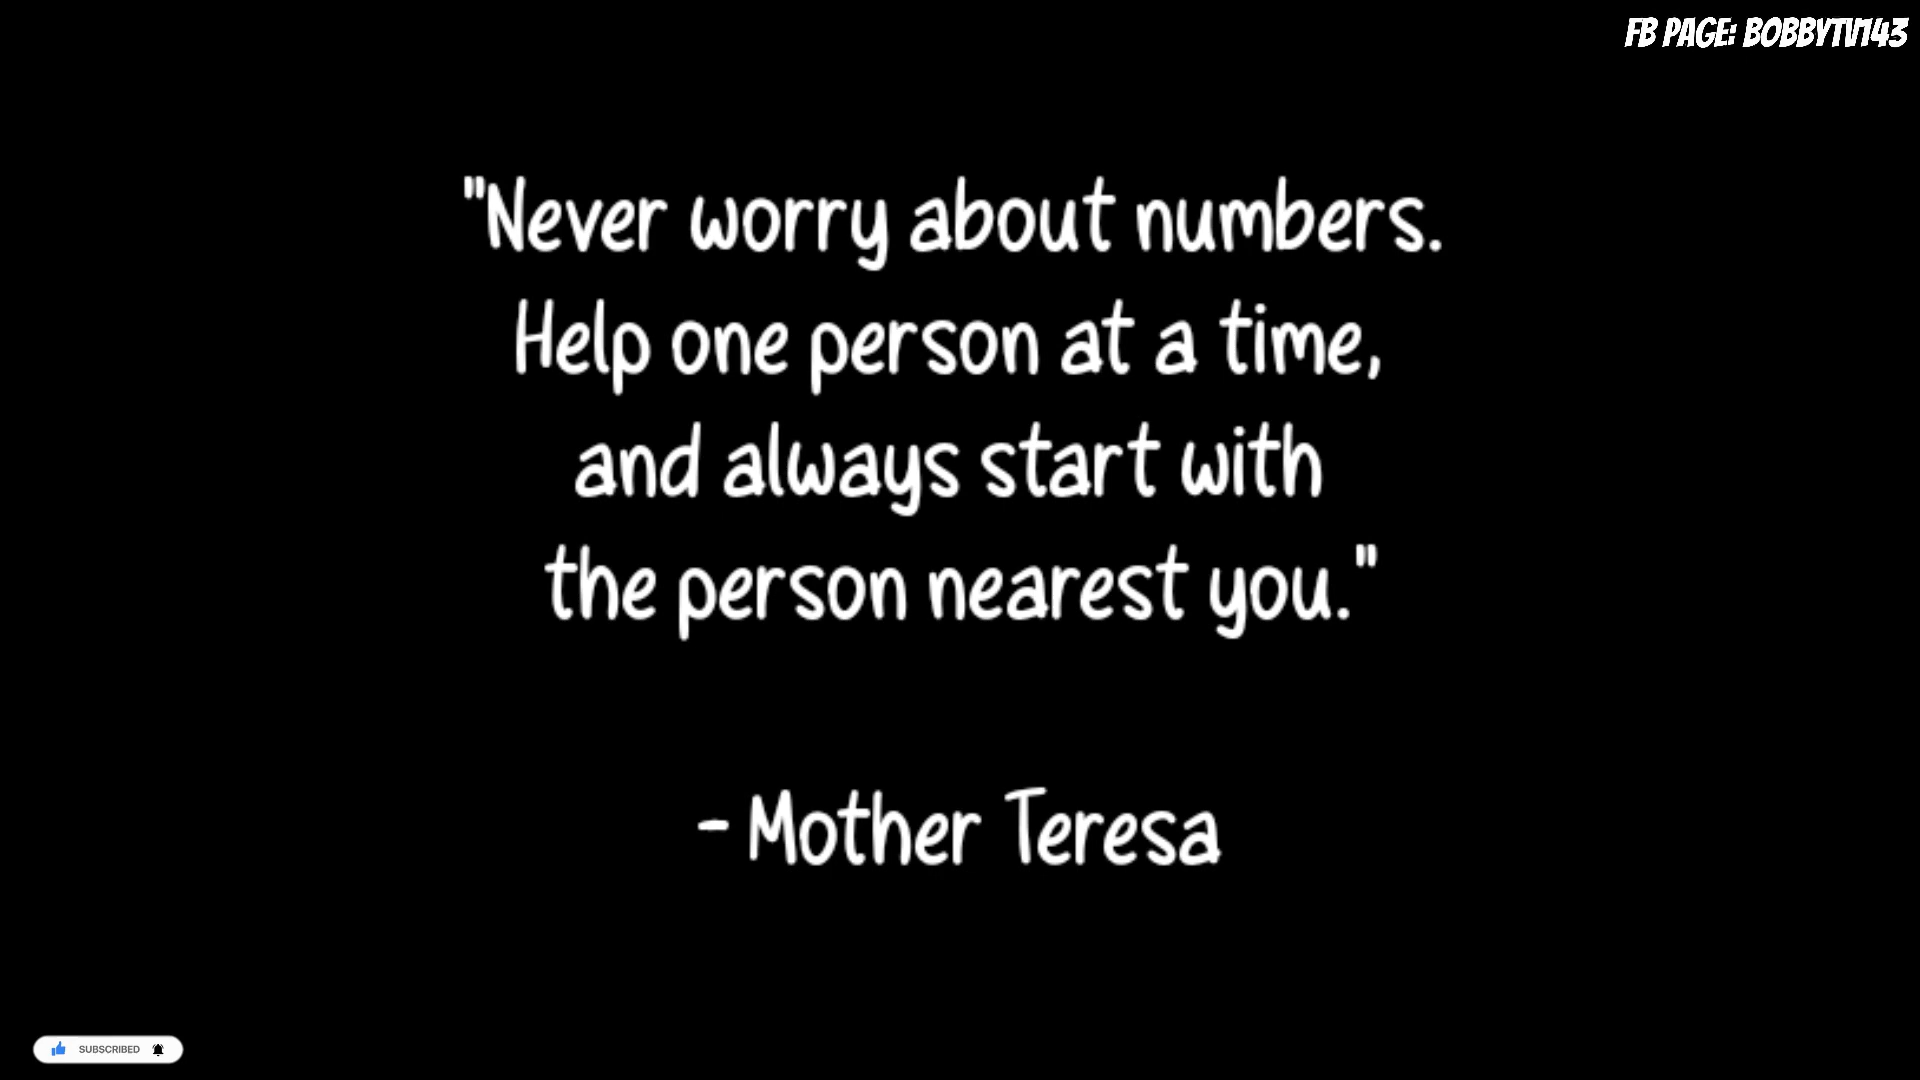 FB PAGE: BOBBYTV143
"Never worry about numbers.
Help one person at a time,
and always start with
the person nearest you."
- Mother Teresa
SUBSCRIBED